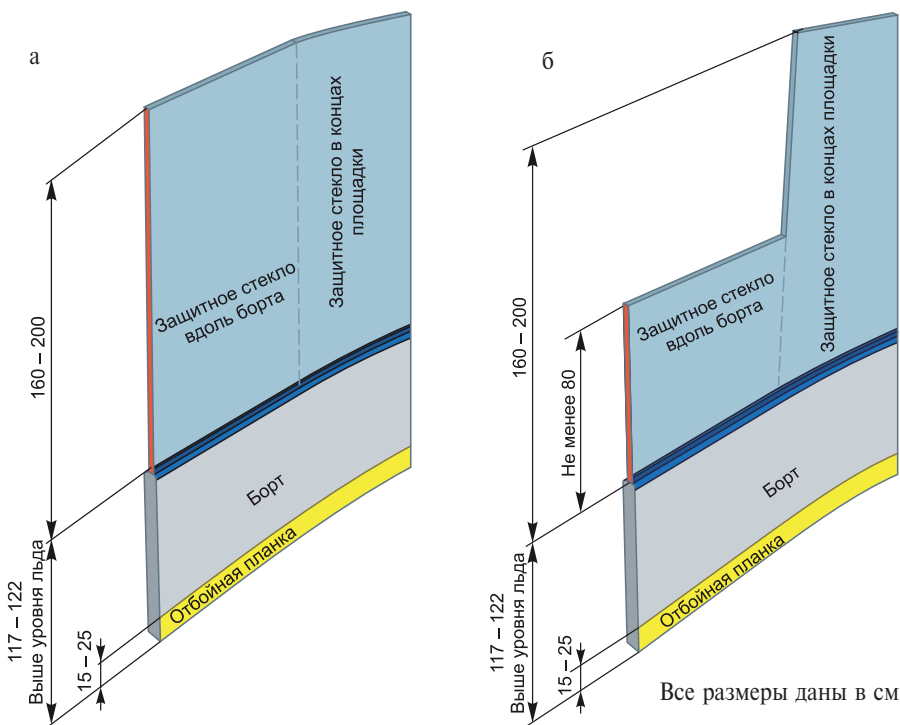 а
Защитное стекло
вдоль борта
Защитное стекло в концах
площадки
160 – 200
Борт
Отбойная планка
117 – 122
Выше уровня льда
15 – 25
б
Защитное стекло
вдоль борта
Защитное стекло в концах площадки
160 – 200
Не менее 80
Борт
Отбойная планка
117 – 122
Выше уровня льда
15 – 25
Все размеры даны в см